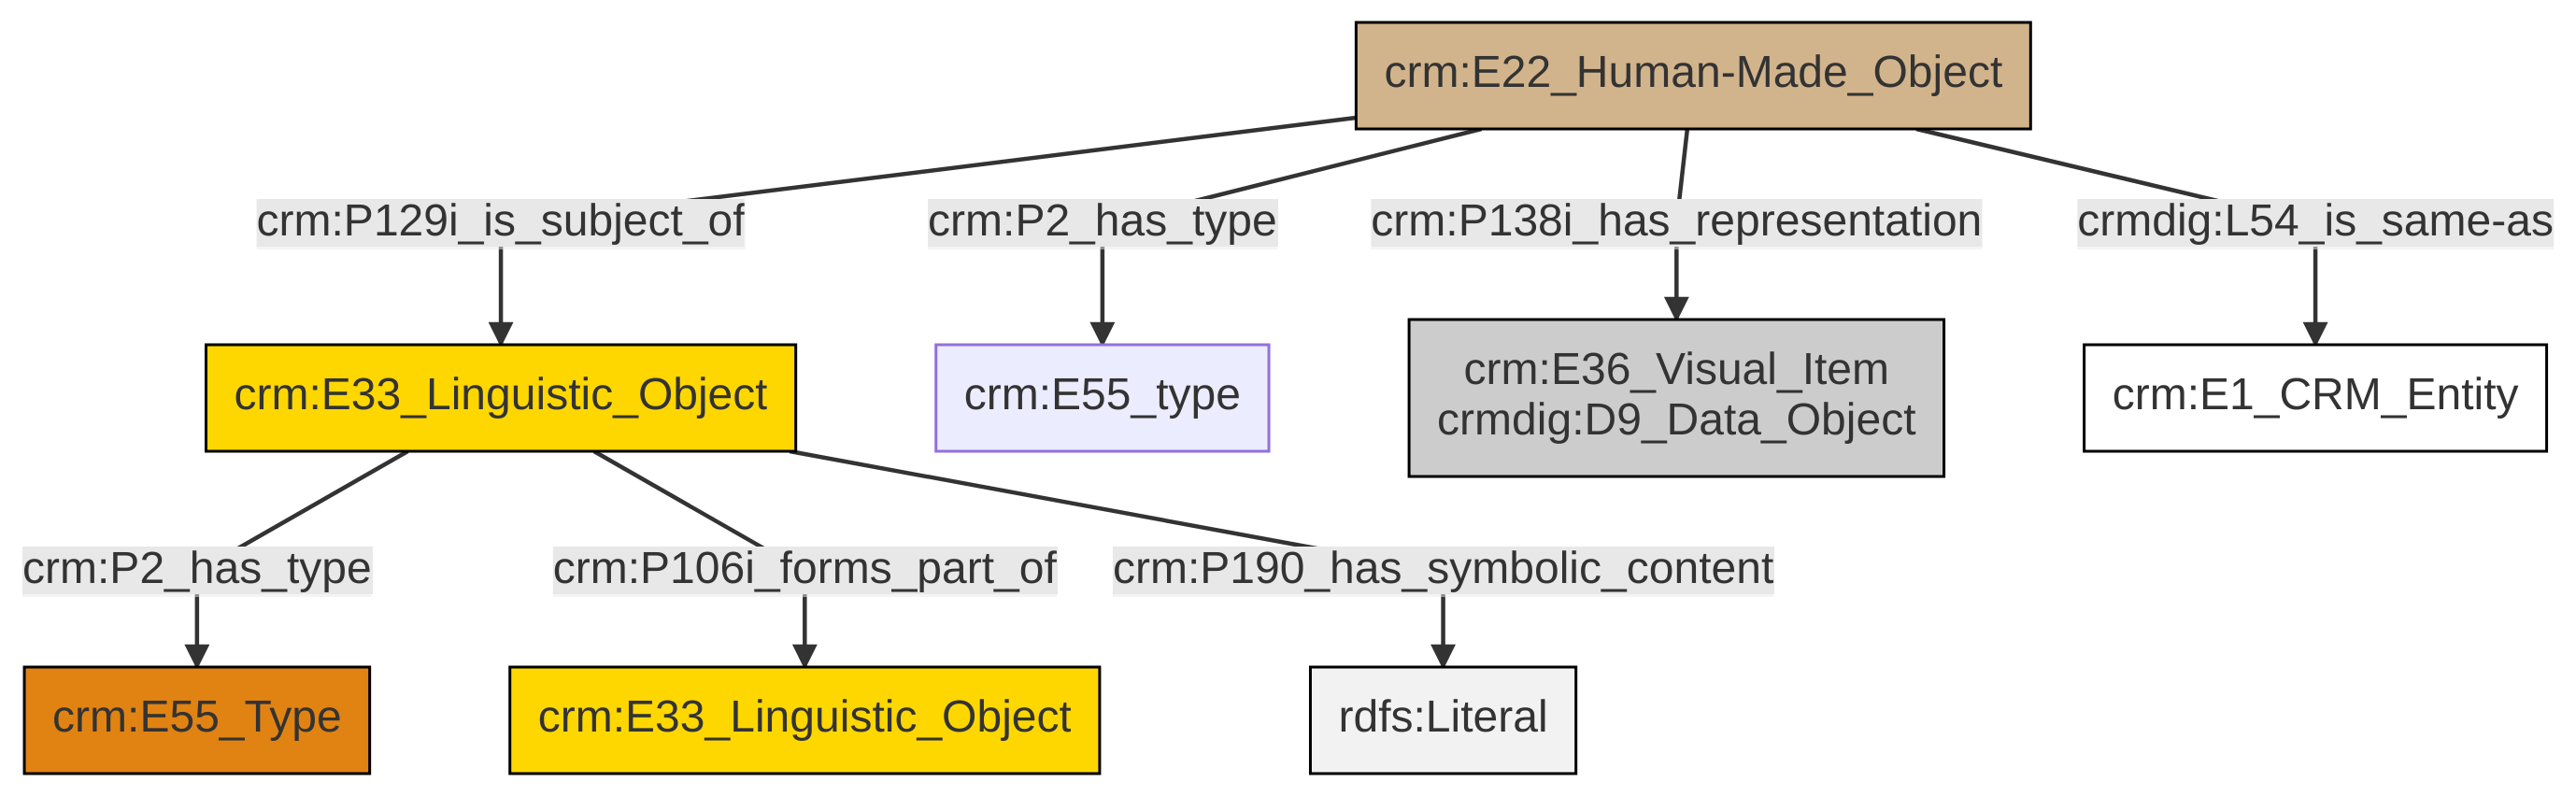 crm:E22_Human-Made_Object
crm:P129i_is_subject_of
crm:P2_has_type
crm:P138i_has_representation
crmdig:L54_is_same-as
crm:E33_Linguistic_Object
crm:E55_type
crm:E36_Visual_Item
crmdig:D9_Data_Object
crm:E1_CRM_Entity
crm:P2_has_type
crm:P106i_forms_part_of
crm:P190_has_symbolic_content
crm:E55_Type
crm:E33_Linguistic_Object
rdfs:Literal